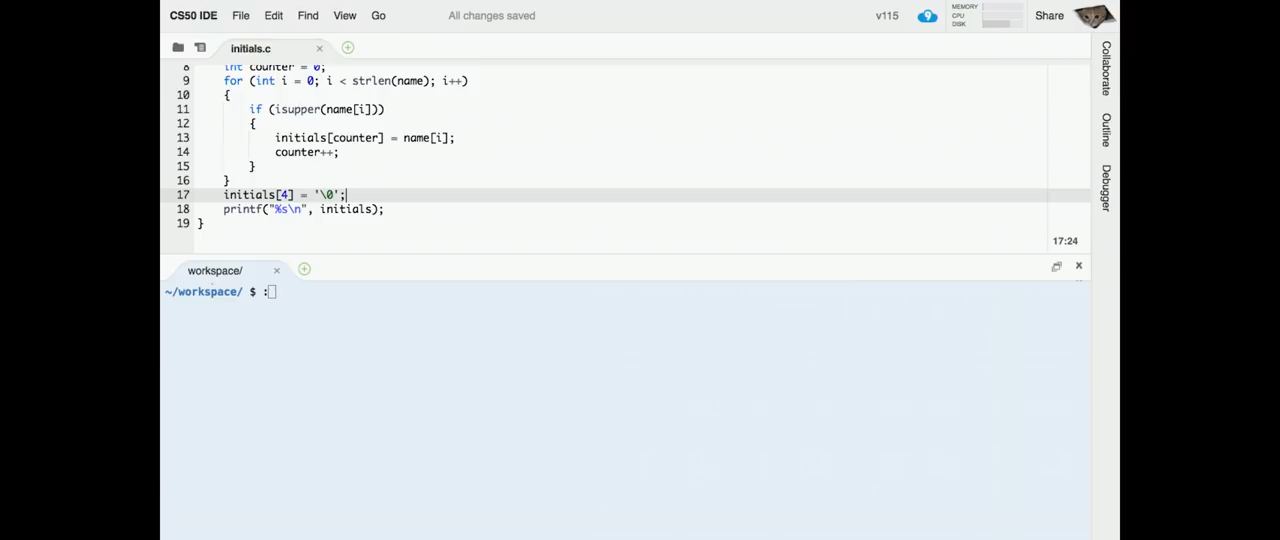 CS50 IDE File Edit Find View Go All changes saved v115 MEMORY CPU DISK Share
initials.c
8 int counter = 0;
9 for (int i = 0; i < strlen(name); i++)
10 {
11 if (isupper(name[i]))
12 {
13 initials[counter] = name[i];
14 counter++;
15 }
16 }
17 initials[4] = '\0';
18 printf("%s\n", initials);
19 }
17:24
workspace/
~/workspace/ $ :
Collaborate
Outline
Debugger